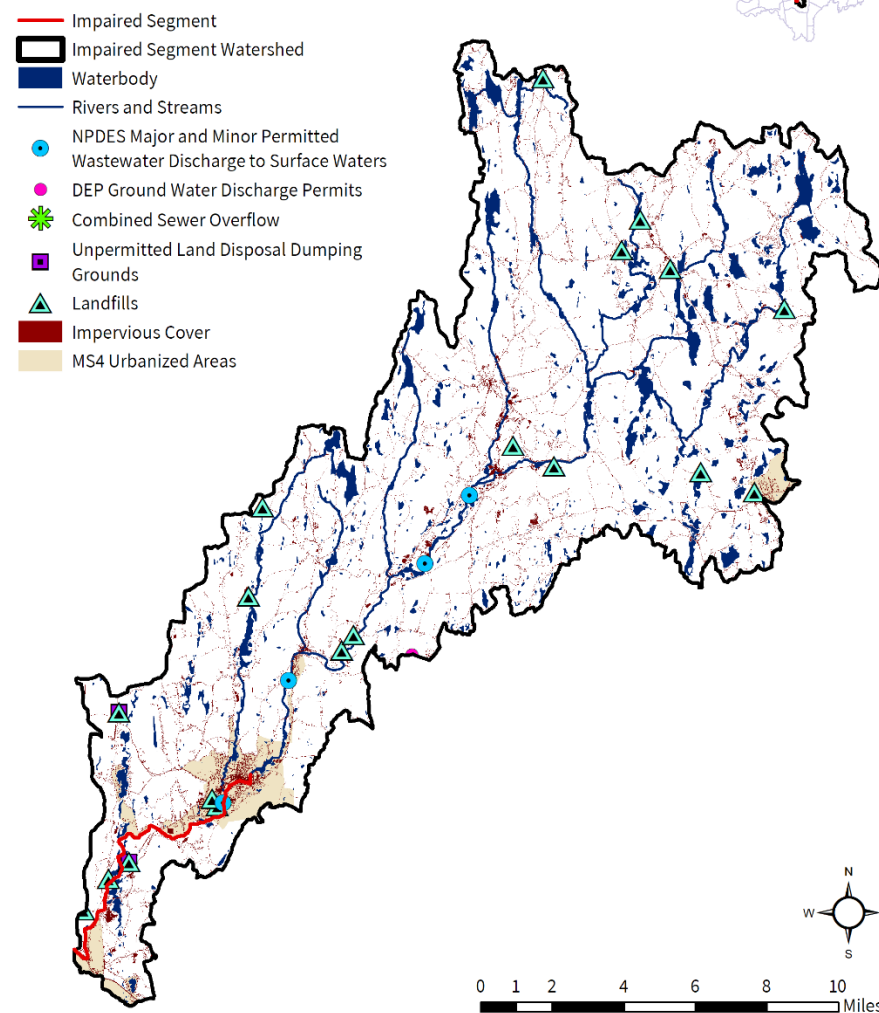 Impaired Segment
Impaired Segment Watershed
Waterbody
Rivers and Streams
NPDES Major and Minor Permitted
Wastewater Discharge to Surface Waters
DEP Ground Water Discharge Permits
Combined Sewer Overflow
Unpermitted Land Disposal Dumping
Grounds
Landfills
Impervious Cover
MS4 Urbanized Areas
N
W
S
0 1 2 4 6 8 10
Miles